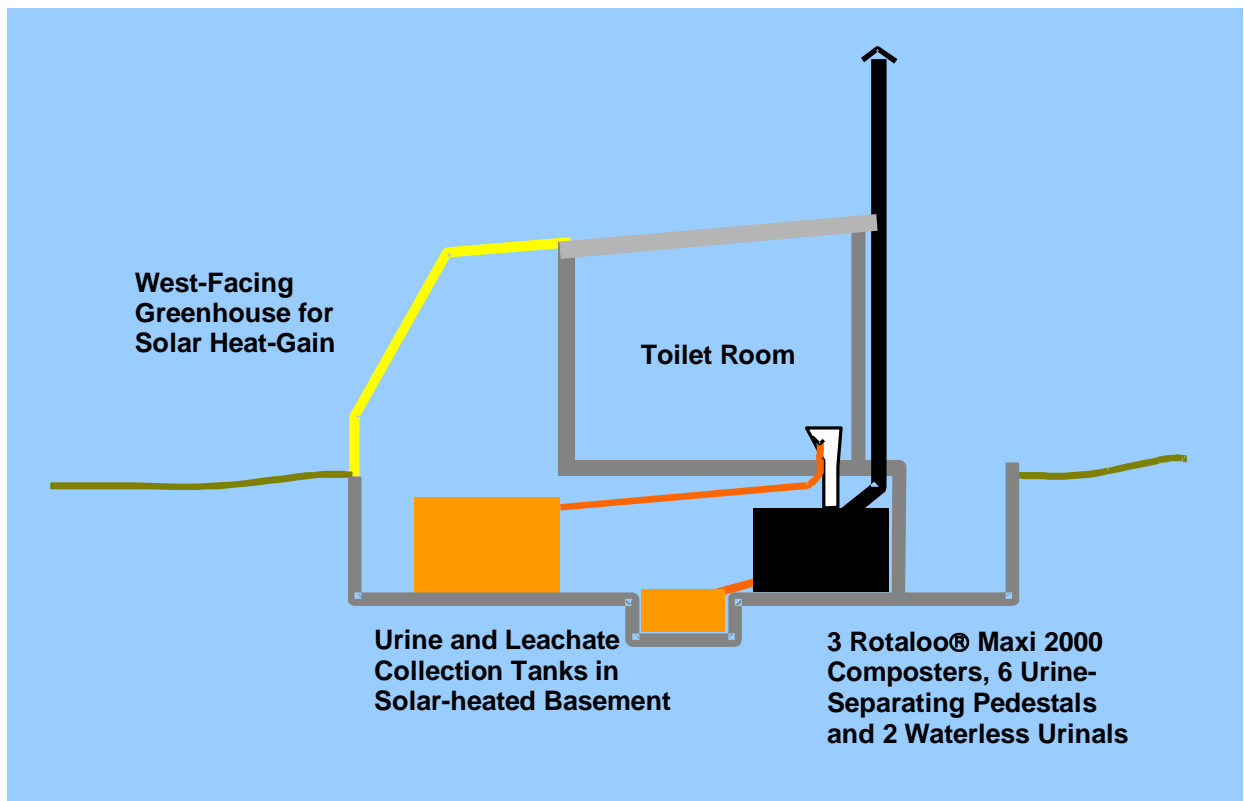 West-Facing
Greenhouse for
Solar Heat-Gain
Toilet Room
Urine and Leachate
Collection Tanks in
Solar-heated Basement
3 Rotaloo® Maxi 2000
Composters, 6 Urine-
Separating Pedestals
and 2 Waterless Urinals